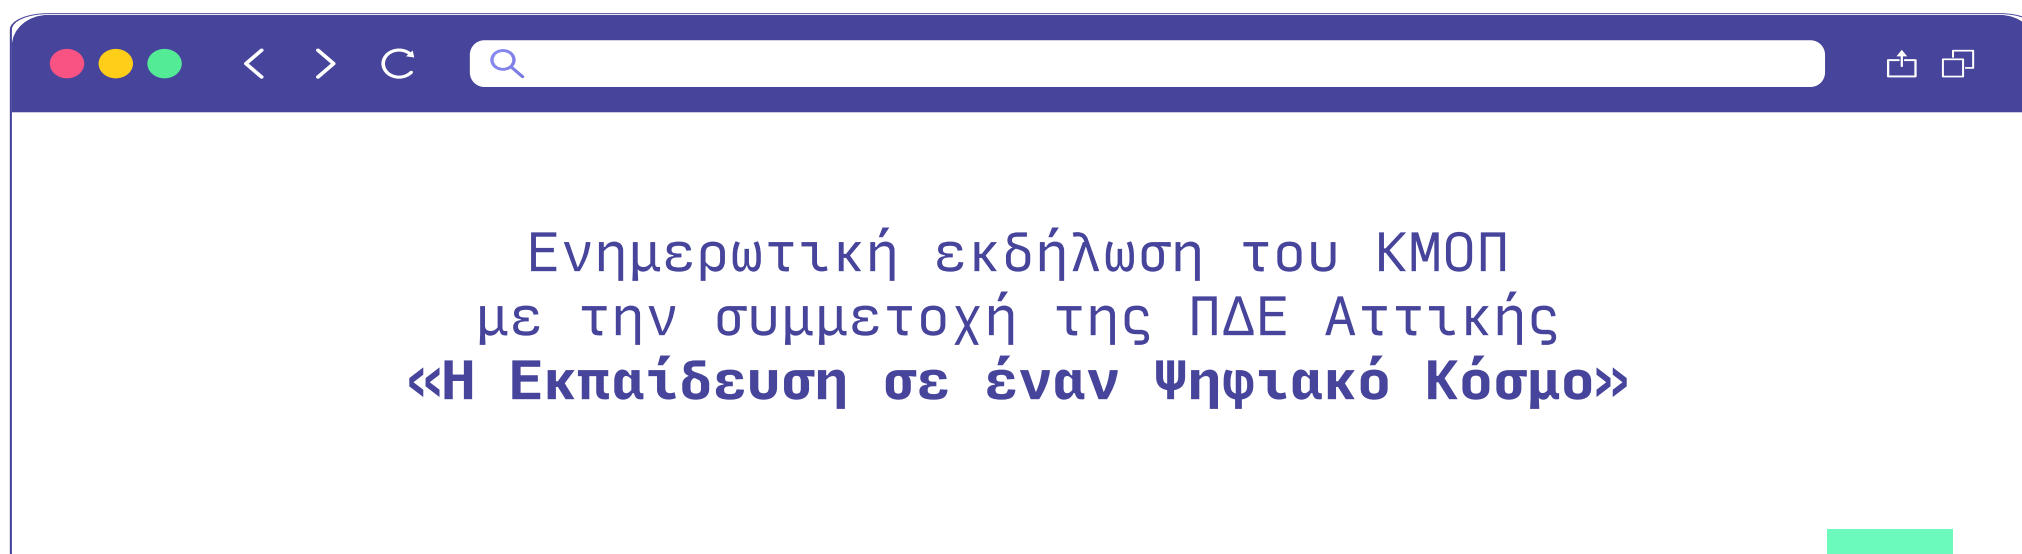 Ενημερωτική εκδήλωση του ΚΜΟΠ
με την συμμετοχή της ΠΔΕ Αττικής
«Η Εκπαίδευση σε έναν Ψηφιακό Κόσμο»